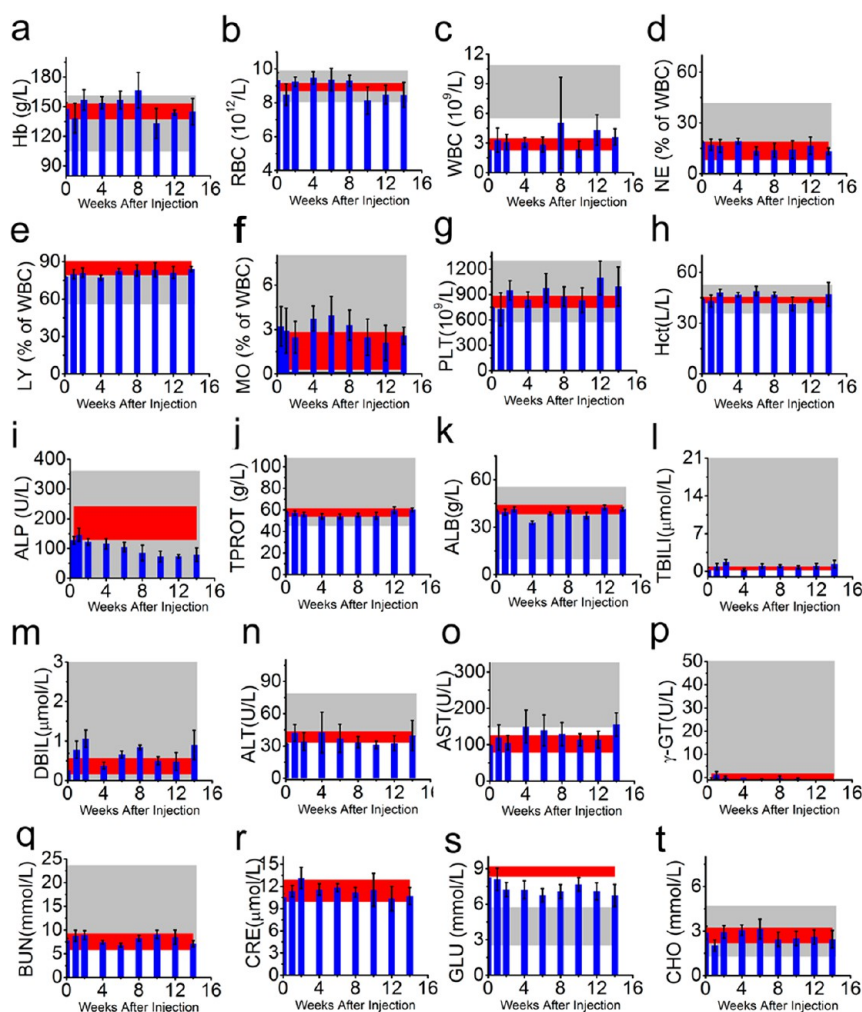 a b c d
Hb (g/L) 180 150 120 90
RBC (10^12/L) 10 8 6 4
WBC (10^9/L) 12 9 6 3 0
NE (% of WBC) 60 45 30 15 0
0 4 8 12 16 0 4 8 12 16 0 4 8 12 16 0 4 8 12 16
Weeks After Injection Weeks After Injection Weeks After Injection Weeks After Injection
e f g h
LY (% of WBC) 90 60 30 0
MO (% of WBC) 6 3 0
PLT(10^9/L) 1200 900 600 300 0
Hct(L/L) 60 45 30 15 0
0 4 8 12 16 0 4 8 12 16 0 4 8 12 16 0 4 8 12 16
Weeks After Injection Weeks After Injection Weeks After Injection Weeks After Injection
i j k l
ALP (U/L) 400 300 200 100 0
TPROT (g/L) 100 80 60 40 20 0
ALB(g/L) 60 45 30 15 0
TBILI(μmol/L) 21 14 7 0
0 4 8 12 16 0 4 8 12 16 0 4 8 12 16 0 4 8 12 16
Weeks After Injection Weeks After Injection Weeks After Injection Weeks After Injection
m n o p
DBIL(μmol/L) 3 2 1 0
ALT(U/L) 90 60 30 0
AST(U/L) 300 200 100 0
γ-GT(U/L) 50 40 30 20 10 0
0 4 8 12 16 0 4 8 12 16 0 4 8 12 16 0 4 8 12 16
Weeks After Injection Weeks After Injection Weeks After Injection Weeks After Injection
q r s t
BUN(mmol/L) 25 20 15 10 5 0
CRE(μmol/L) 15 12 9 6 3 0
GLU (mmol/L) 9 6 3 0
CHO (mmol/L) 6 3 0
0 4 8 12 16 0 4 8 12 16 0 4 8 12 16 0 4 8 12 16
Weeks After Injection Weeks After Injection Weeks After Injection Weeks After Injection